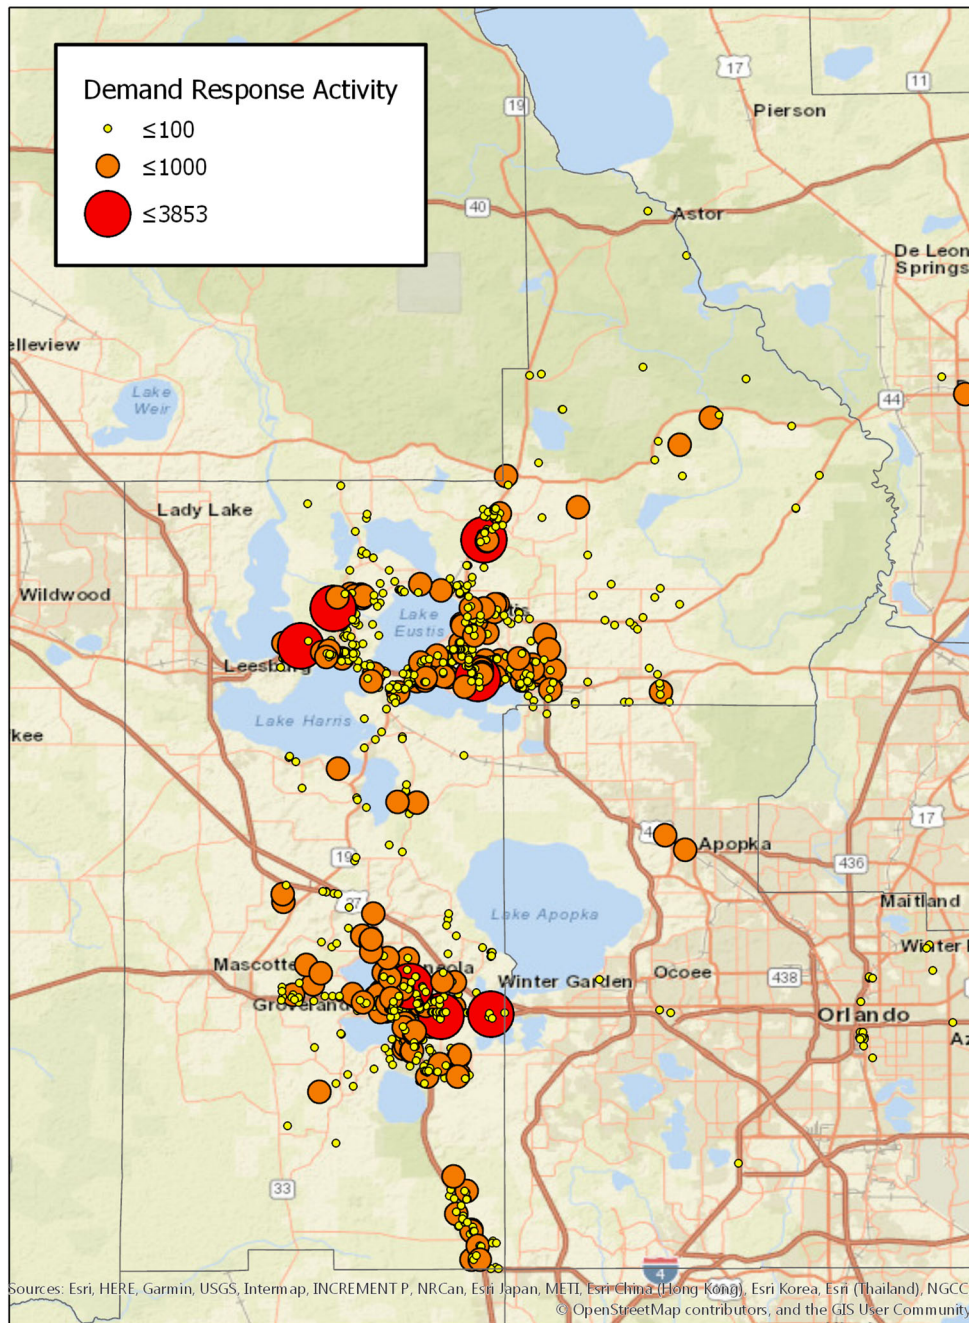 Demand Response Activity
≤100
≤1000
≤3853
17
11
19
Pierson
40
Astor
De Leon
Springs
elleview
Lake
Weir
44
Lady Lake
Wildwood
Lake
Eustis
Leesburg
Lake Harris
kee
17
Apopka
436
19
27
Maitland
Lake Apopka
Mascotte
Winter Garden
Ocoee
438
Groveland
Orlando
Az
33
4
Sources: Esri, HERE, Garmin, USGS, Intermap, INCREMENT P, NRCan, Esri Japan, METI, Esri China (Hong Kong), Esri Korea, Esri (Thailand), NGCC
© OpenStreetMap contributors, and the GIS User Community